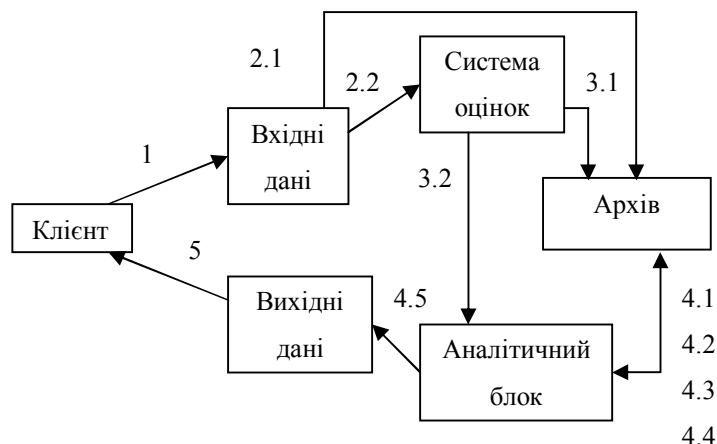 2.1
2.2
Система
оцінок
3.1
1
Вхідні
дані
3.2
Архів
Клієнт
5
Вихідні
дані
4.5
Аналітичний
блок
4.1
4.2
4.3
4.4